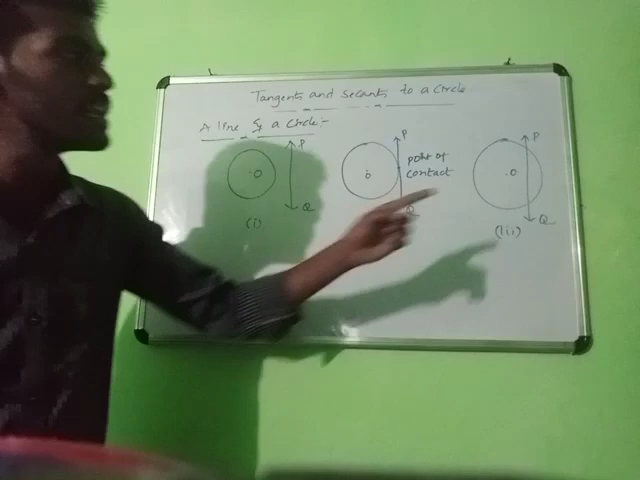 Tangents and Secants to a Circle
A line & a circle:-
P
O
Q
(i)
P
O
point of
contact
Q
P
O
Q
(iii)